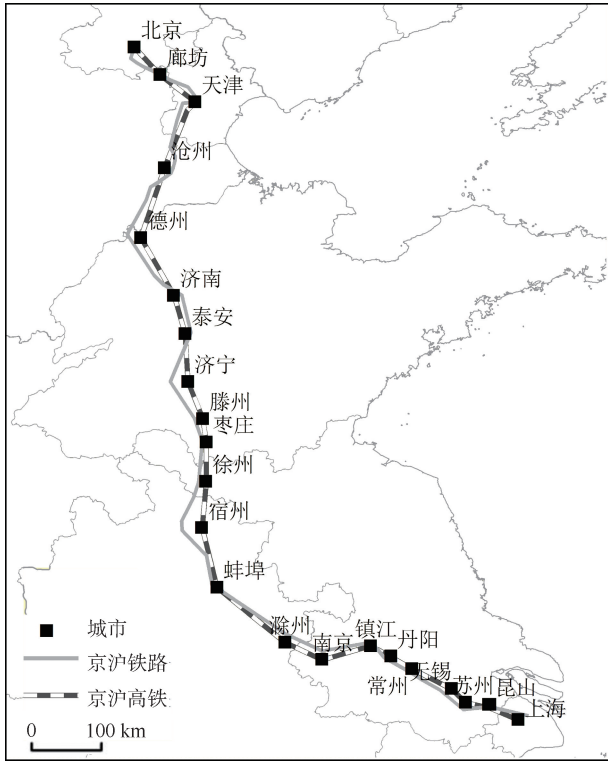 北京
廊坊
天津
沧州
德州
济南
泰安
济宁
滕州
枣庄
徐州
宿州
蚌埠
滁州
南京
镇江
丹阳
常州
无锡
苏州
昆山
上海
城市
京沪铁路
京沪高铁
0 100 km